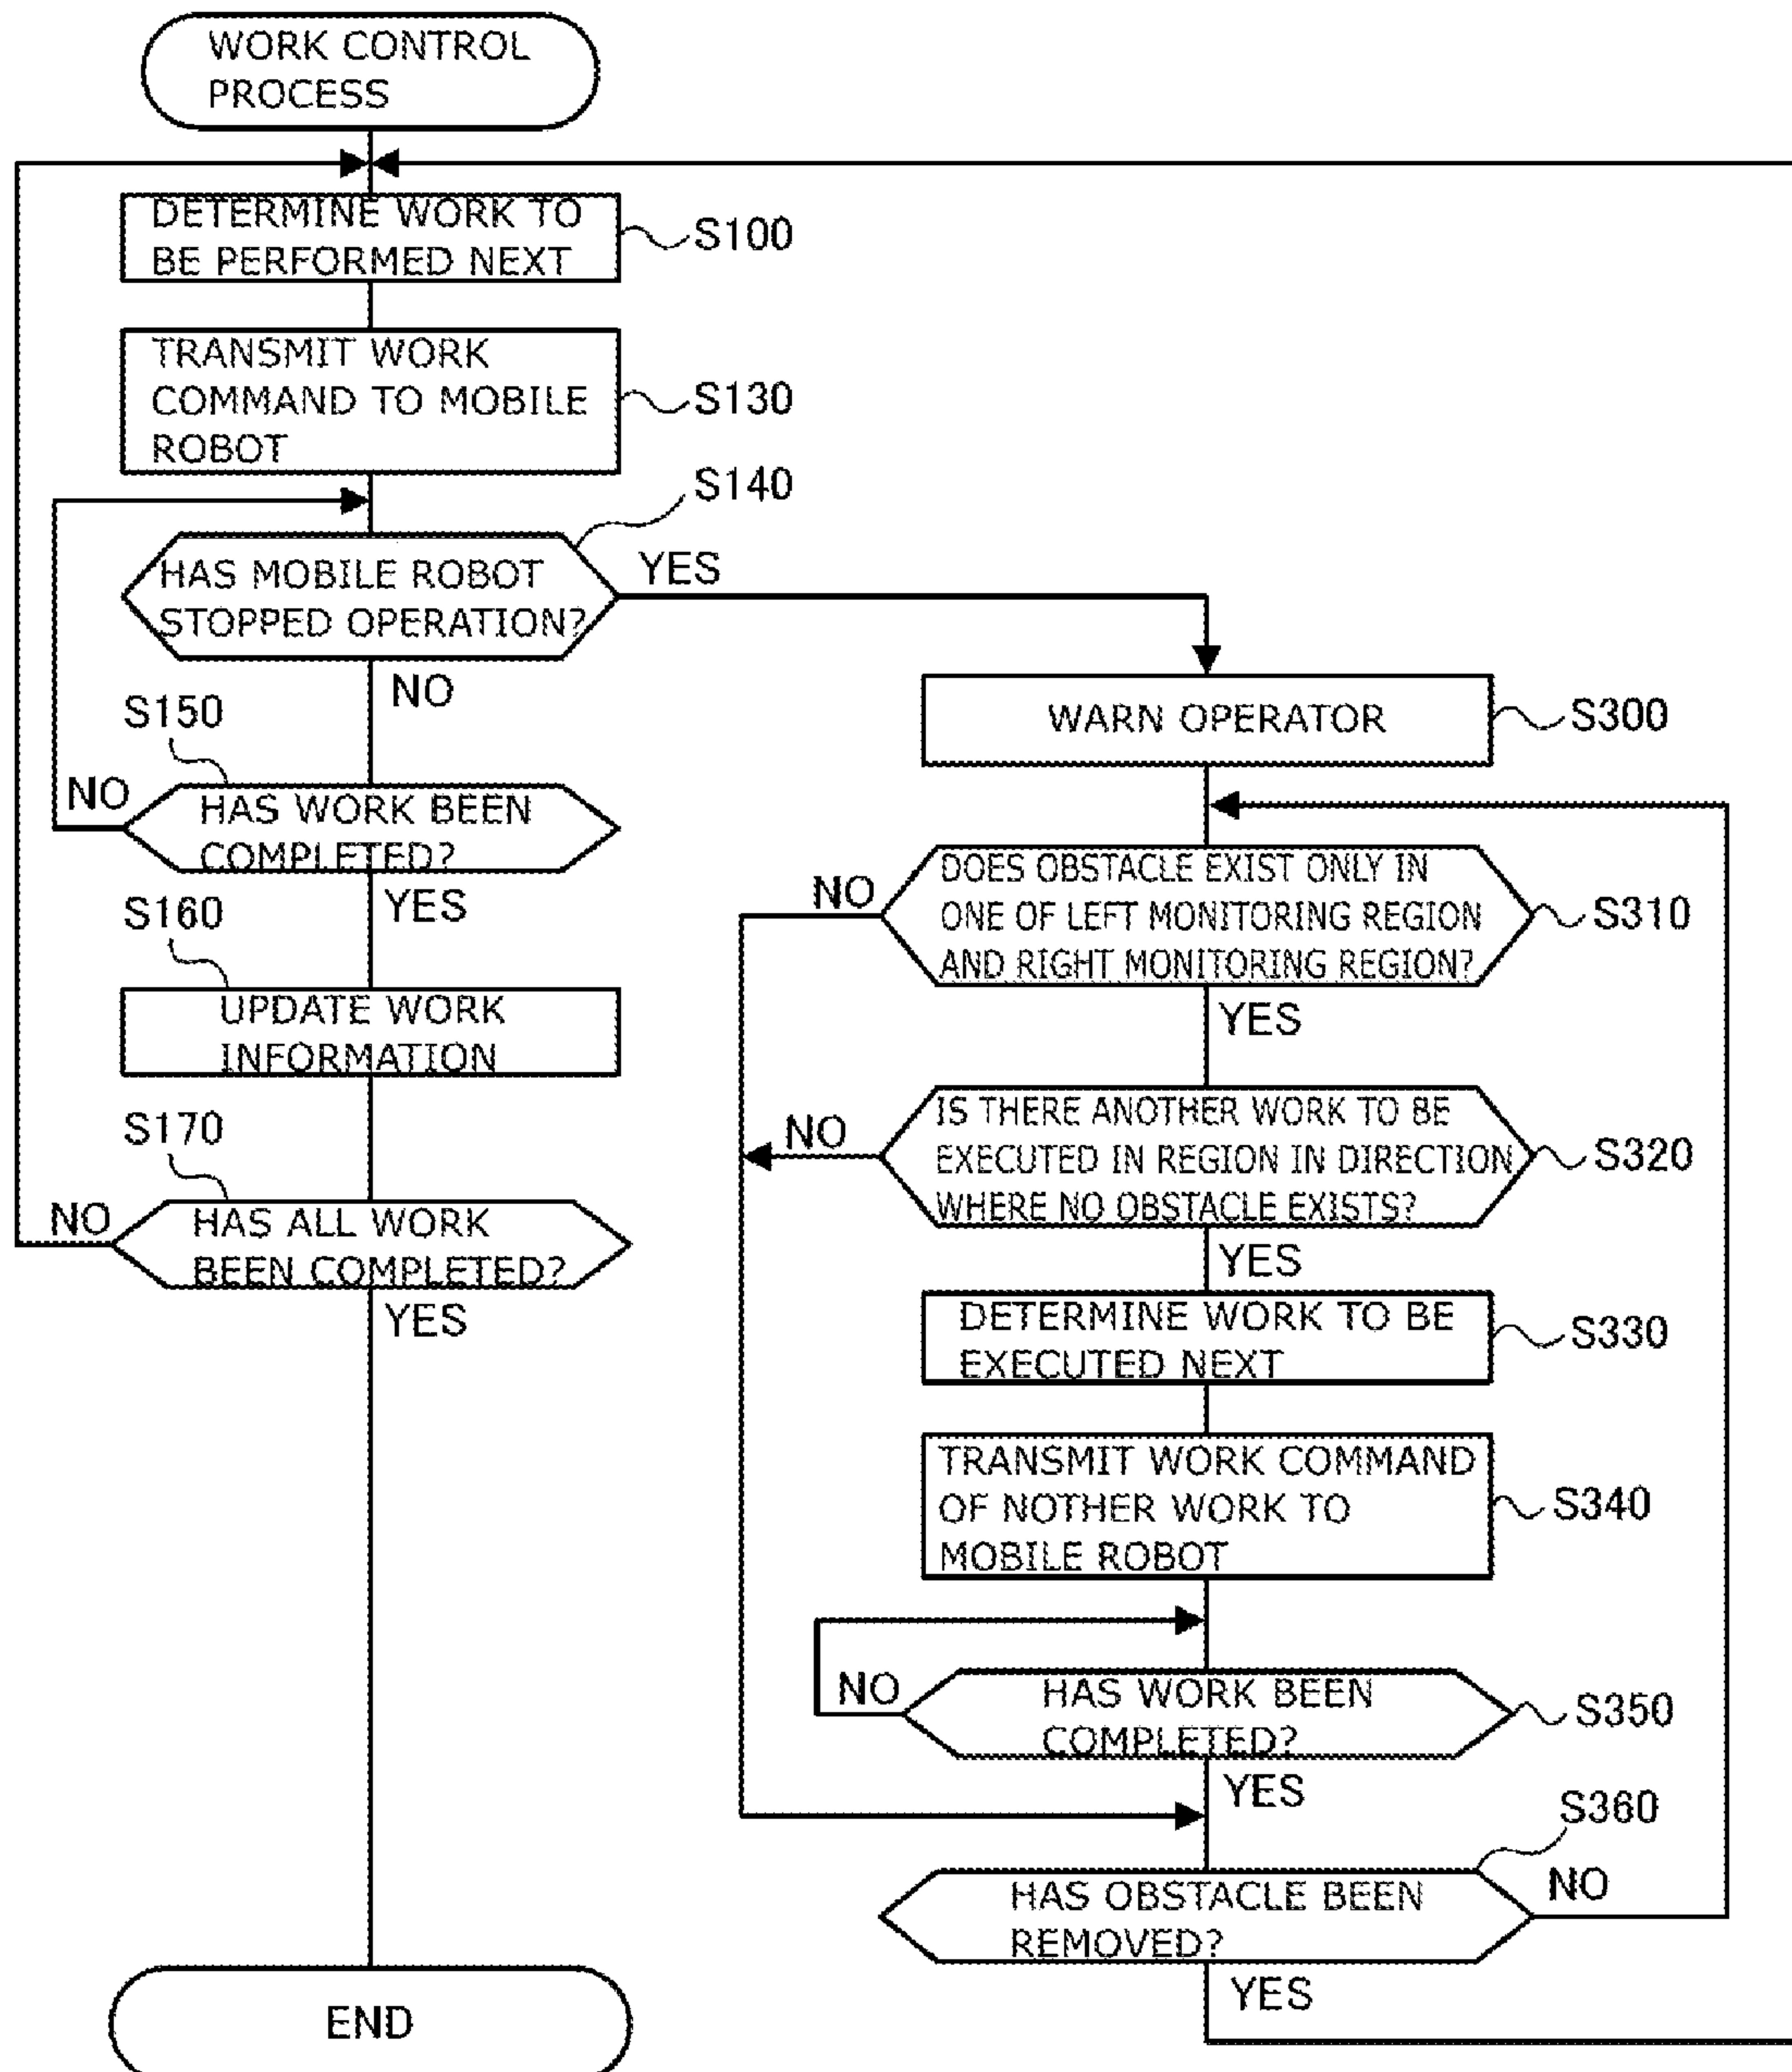 WORK CONTROL
PROCESS
DETERMINE WORK TO
BE PERFORMED NEXT
S100
TRANSMIT WORK
COMMAND TO MOBILE
ROBOT
S130
S140
HAS MOBILE ROBOT
STOPPED OPERATION?
YES
NO
S150
NO
HAS WORK BEEN
COMPLETED?
YES
S160
UPDATE WORK
INFORMATION
S170
NO
HAS ALL WORK
BEEN COMPLETED?
YES
END
WARN OPERATOR
S300
NO
DOES OBSTACLE EXIST ONLY IN
ONE OF LEFT MONITORING REGION
AND RIGHT MONITORING REGION?
S310
YES
NO
IS THERE ANOTHER WORK TO BE
EXECUTED IN REGION IN DIRECTION
WHERE NO OBSTACLE EXISTS?
S320
YES
DETERMINE WORK TO BE
EXECUTED NEXT
S330
TRANSMIT WORK COMMAND
OF NOTHER WORK TO
MOBILE ROBOT
S340
NO
HAS WORK BEEN
COMPLETED?
S350
YES
S360
HAS OBSTACLE BEEN
REMOVED?
NO
YES